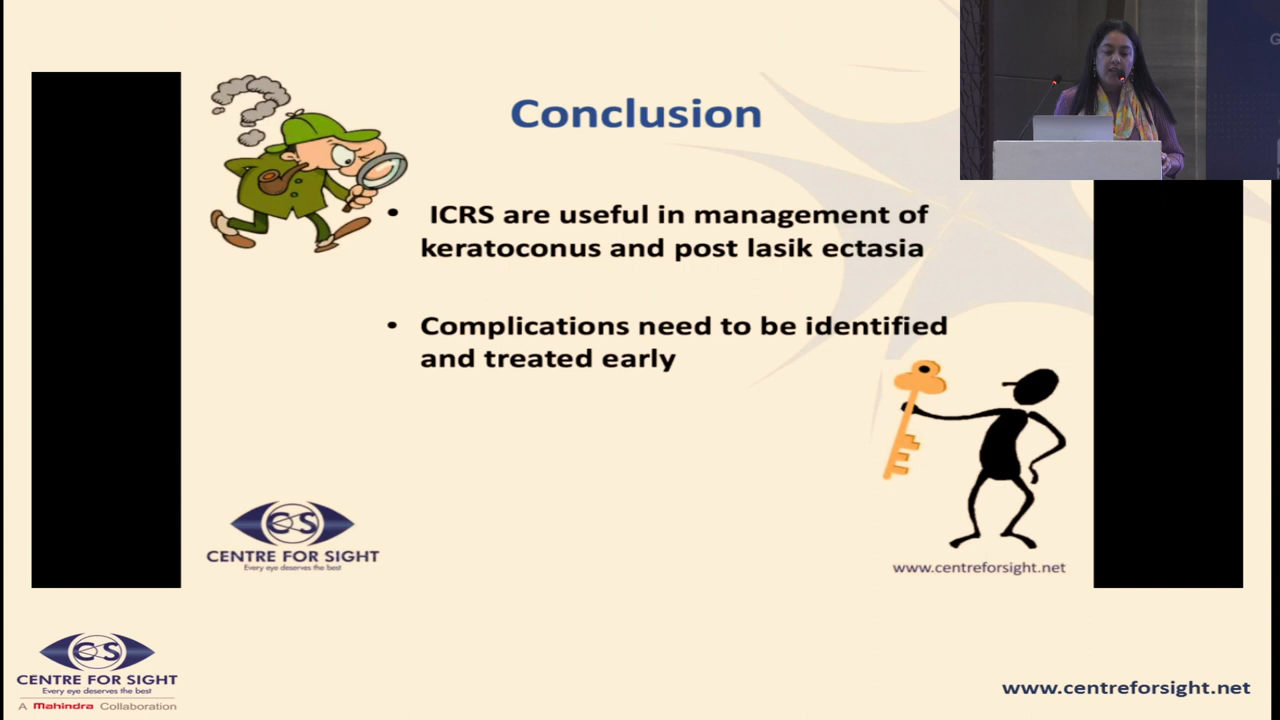 Conclusion
• ICRS are useful in management of
keratoconus and post lasik ectasia
• Complications need to be identified
and treated early
CS
CENTRE FOR SIGHT
Every eye deserves the best
www.centreforsight.net
CS
CENTRE FOR SIGHT
Every eye deserves the best
A Mahindra Collaboration
www.centreforsight.net
G